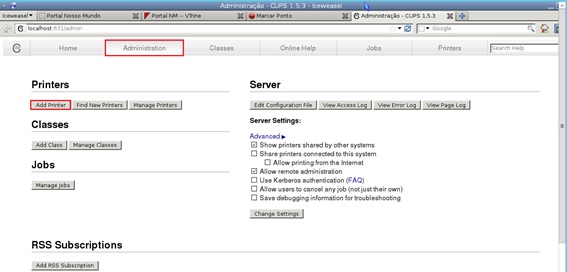 Administração - CUPS 1.5.3 - Iceweasel
Iceweasel Portal Nosso Mundo Portal NM -- V!rine Marcar Ponto Administração - CUPS 1.5.3
localhost:631/admin Google
Home Administration Classes Online Help Jobs Printers Search Help
Printers
Add Printer Find New Printers Manage Printers
Classes
Add Class Manage Classes
Jobs
Manage Jobs
Server
Edit Configuration File View Access Log View Error Log View Page Log
Server Settings:
Advanced
Show printers shared by other systems
Share printers connected to this system
Allow printing from the Internet
Allow remote administration
Use Kerberos authentication (FAQ)
Allow users to cancel any job (not just their own)
Save debugging information for troubleshooting
Change Settings
RSS Subscriptions
Add RSS Subscription